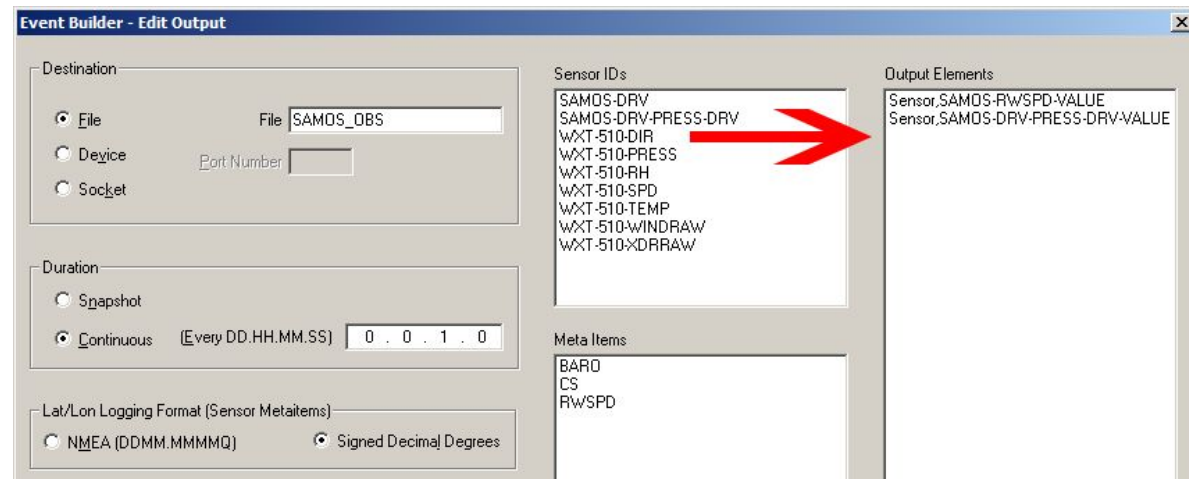 Event Builder - Edit Output
x
Destination
File
File SAMOS_OBS
Device
Port Number
Socket
Duration
Snapshot
Continuous (Every DD.HH.MM.SS) 0 . 0 . 1 . 0
Lat/Lon Logging Format (Sensor Metaitems)
NMEA (DDMM.MMMMQ) Signed Decimal Degrees
Sensor IDs
SAMOS-DRV
SAMOS-DRV-PRESS-DRV
WXT-510-DIR
WXT-510-PRESS
WXT-510-RH
WXT-510-SPD
WXT-510-TEMP
WXT-510-WINDRAW
WXT-510-XDRRAW
Meta Items
BARO
CS
RWSPD
Output Elements
Sensor,SAMOS-RWSPD-VALUE
Sensor,SAMOS-DRV-PRESS-DRV-VALUE